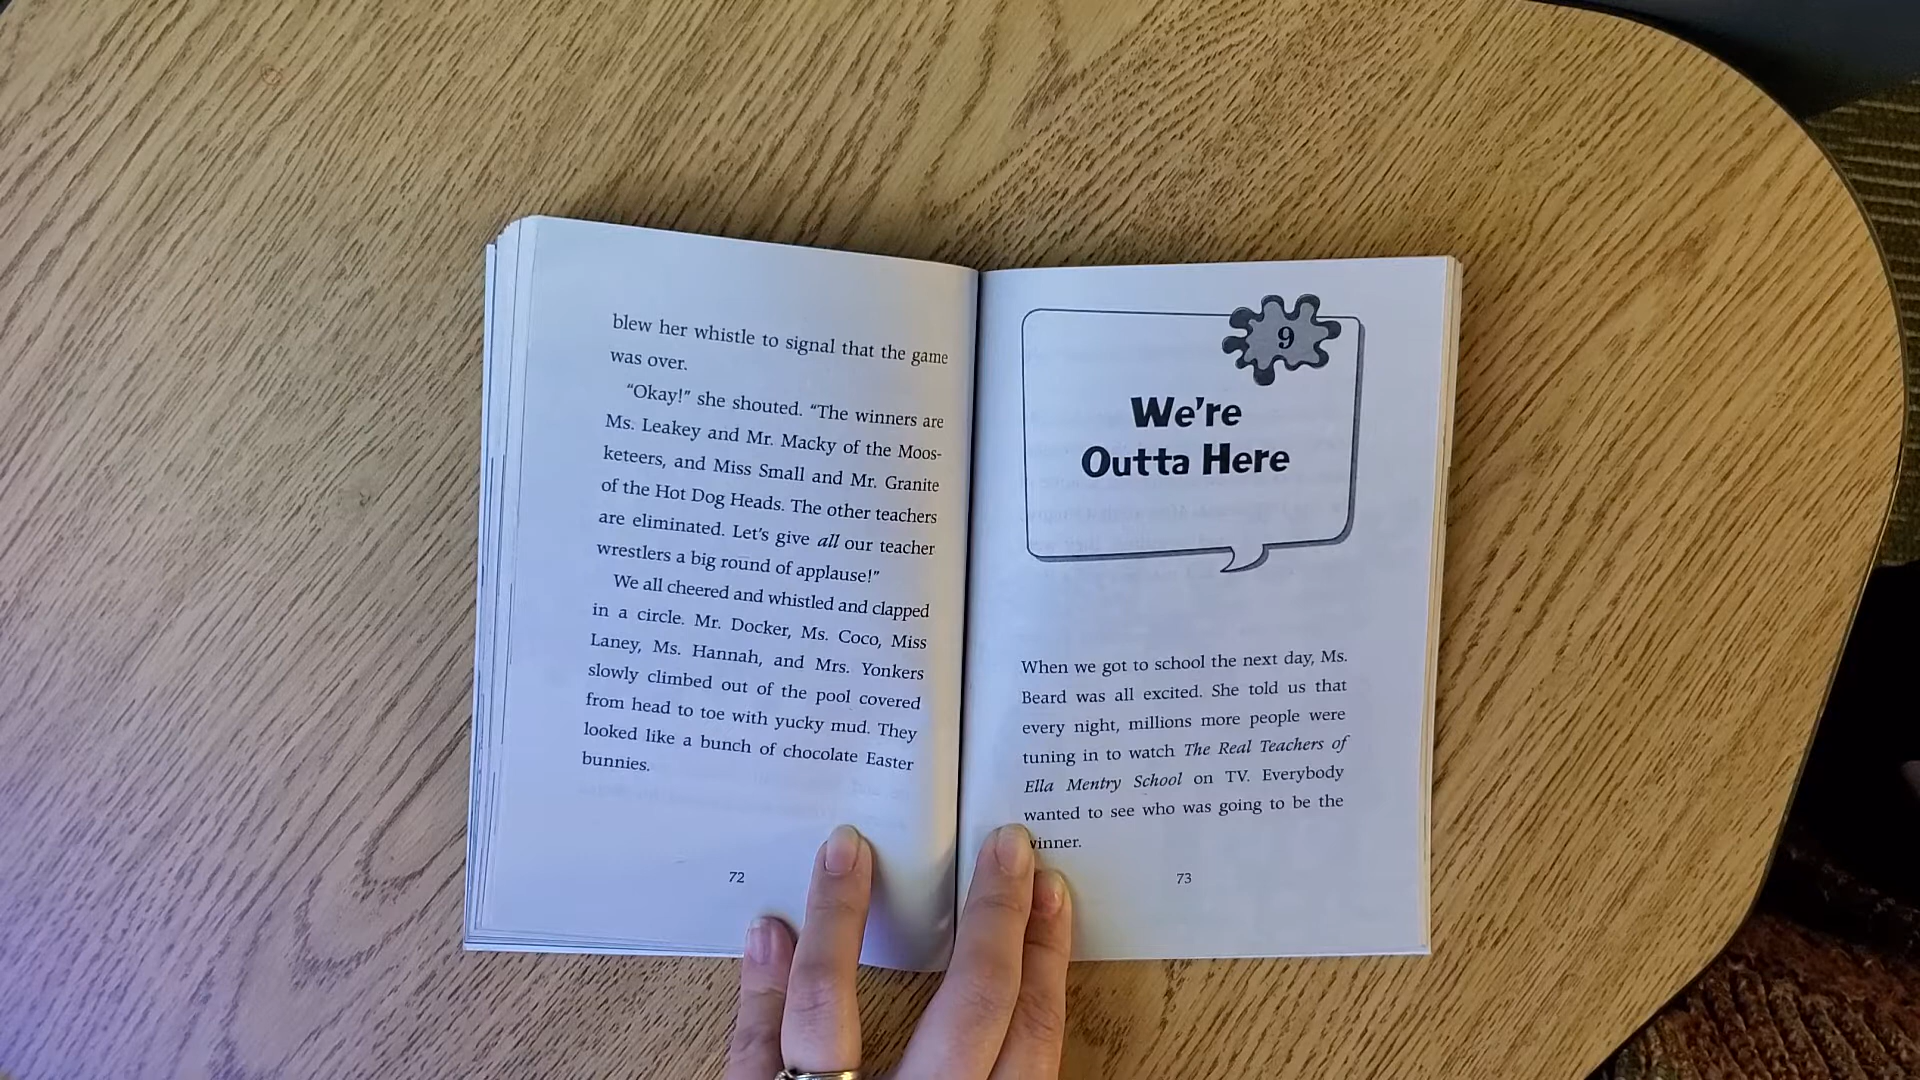 blew her whistle to signal that the game
was over.
“Okay!” she shouted. “The winners are
Ms. Leakey and Mr. Macky of the Moos-
keteers, and Miss Small and Mr. Granite
of the Hot Dog Heads. The other teachers
are eliminated. Let’s give all our teacher
wrestlers a big round of applause!”
We all cheered and whistled and clapped
in a circle. Mr. Docker, Ms. Coco, Miss
Laney, Ms. Hannah, and Mrs. Yonkers
slowly climbed out of the pool covered
from head to toe with yucky mud. They
looked like a bunch of chocolate Easter
bunnies.
72
9
We’re
Outta Here
When we got to school the next day, Ms.
Beard was all excited. She told us that
every night, millions more people were
tuning in to watch The Real Teachers of
Ella Mentry School on TV. Everybody
wanted to see who was going to be the
winner.
73